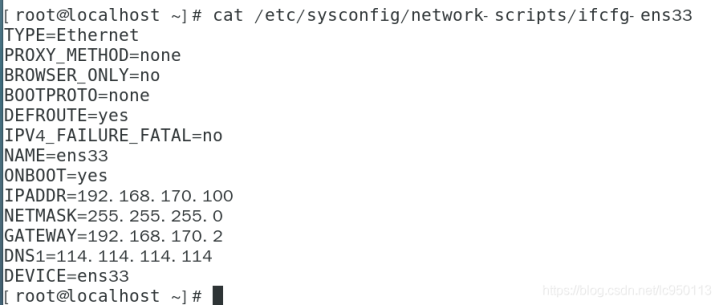 [root@localhost ~]# cat /etc/sysconfig/network-scripts/ifcfg-ens33
TYPE=Ethernet
PROXY_METHOD=none
BROWSER_ONLY=no
BOOTPROTO=none
DEFROUTE=yes
IPV4_FAILURE_FATAL=no
NAME=ens33
ONBOOT=yes
IPADDR=192.168.170.100
NETMASK=255.255.255.0
GATEWAY=192.168.170.2
DNS1=114.114.114.114
DEVICE=ens33
[root@localhost ~]#
https://blog.csdn.net/lc950113